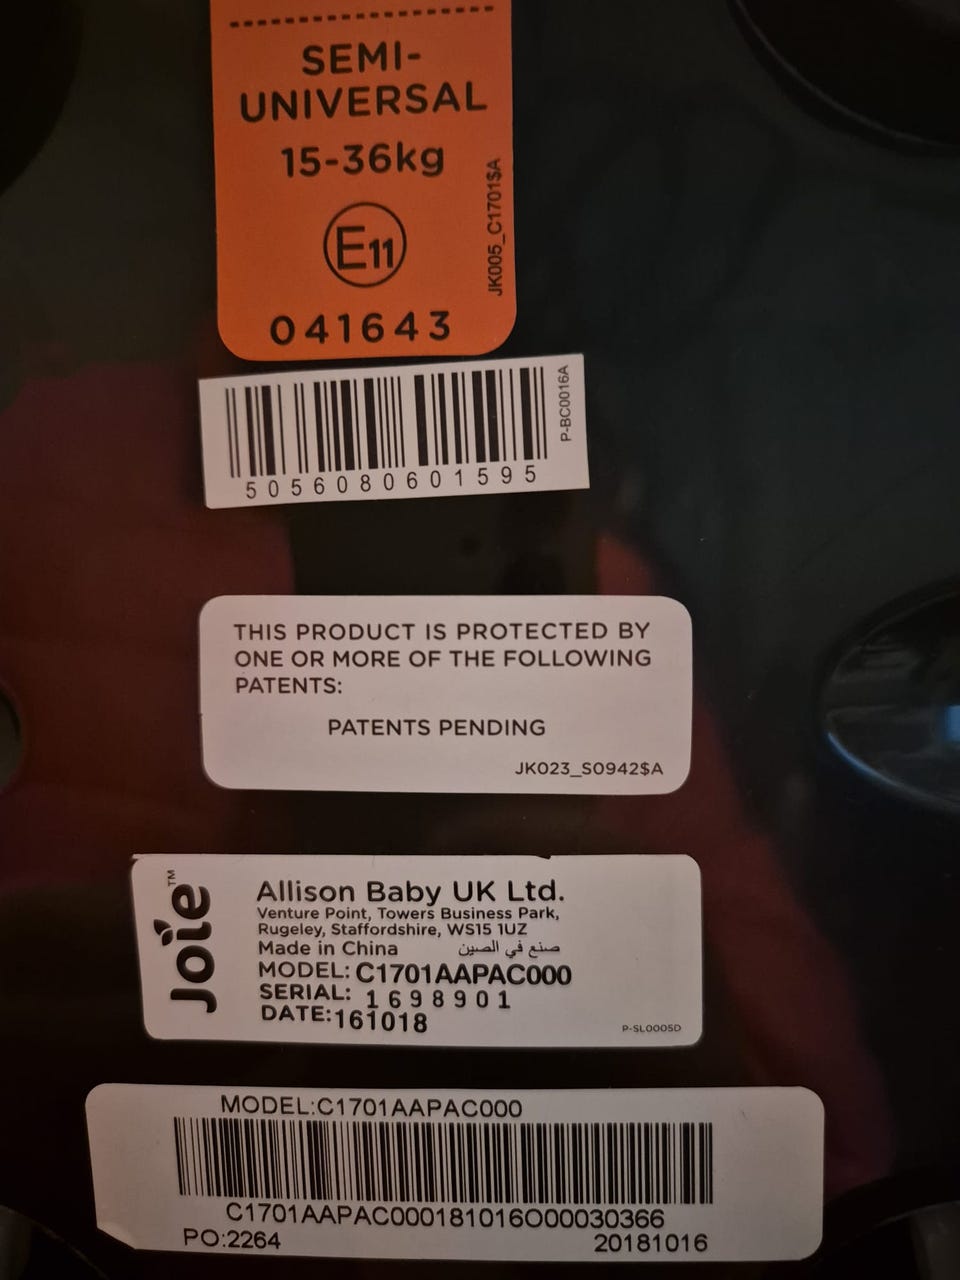 SEMI-
UNIVERSAL
15-36kg
E11
041643
JK005_C1701$A
5056080601595
P-BC0016A
THIS PRODUCT IS PROTECTED BY
ONE OR MORE OF THE FOLLOWING
PATENTS:
PATENTS PENDING
JK023_S0942$A
Joie™
Allison Baby UK Ltd.
Venture Point, Towers Business Park,
Rugeley, Staffordshire, WS15 1UZ
Made in China صنع في الصين
MODEL: C1701AAPAC000
SERIAL: 1698901
DATE:161018
P-SL0005D
MODEL:C1701AAPAC000
C1701AAPAC000181016O00030366
PO:2264 20181016